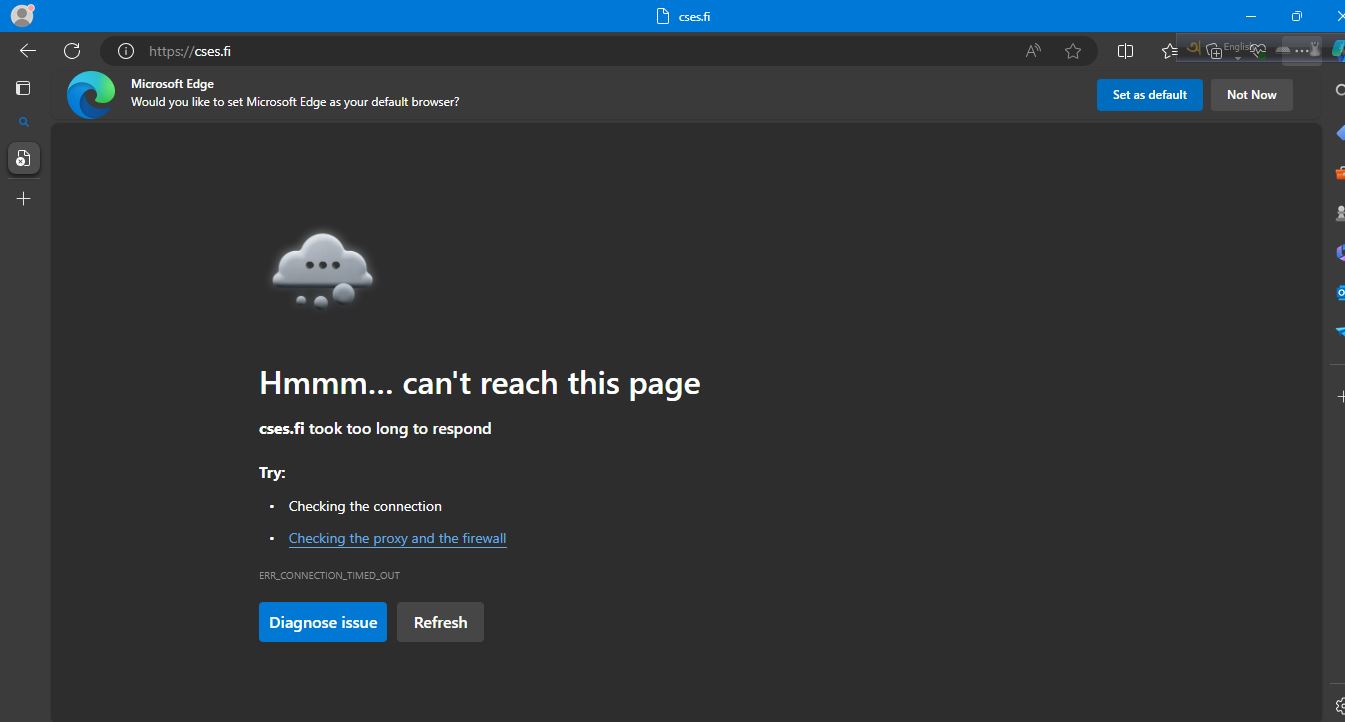 cses.fi
https://cses.fi
English
Microsoft Edge
Would you like to set Microsoft Edge as your default browser?
Set as default
Not Now
Hmmm... can't reach this page
cses.fi took too long to respond
Try:
• Checking the connection
• Checking the proxy and the firewall
ERR_CONNECTION_TIMED_OUT
Diagnose issue
Refresh